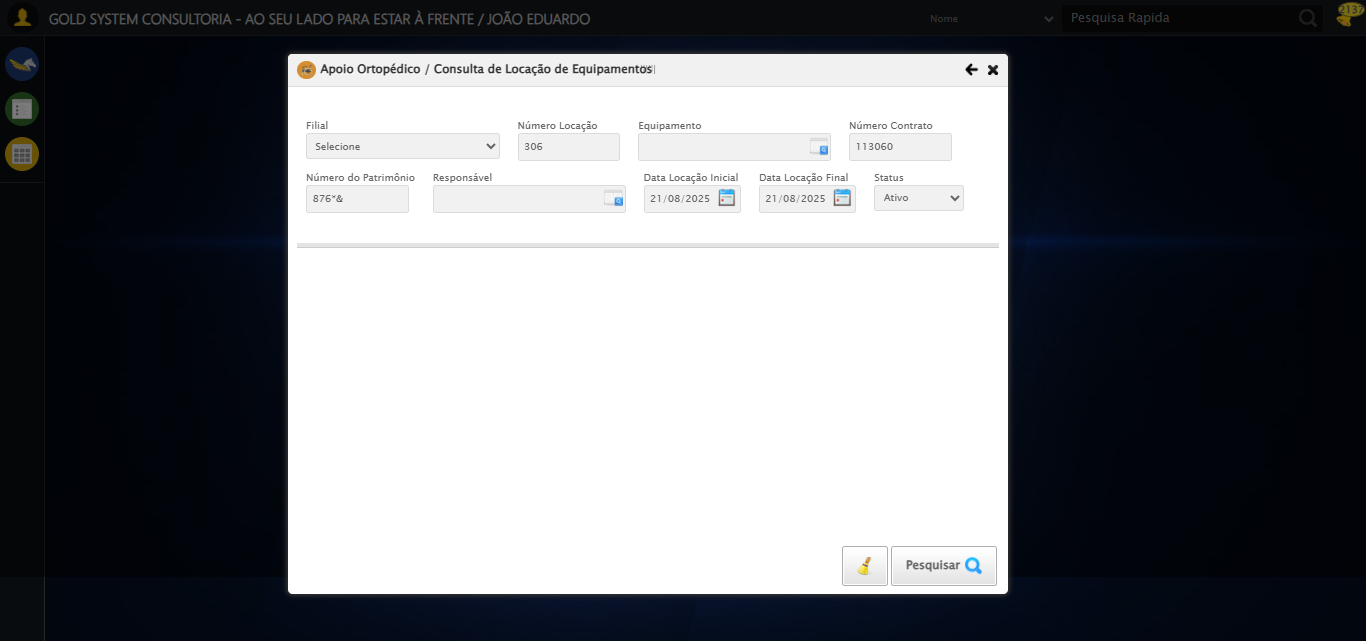 GOLD SYSTEM CONSULTORIA - AO SEU LADO PARA ESTAR À FRENTE / JOÃO EDUARDO
Nome
Pesquisa Rapida
2137
Apoio Ortopédico / Consulta de Locação de Equipamentos
Filial
Número Locação
Equipamento
Número Contrato
Selecione
306
113060
Número do Patrimônio
Responsável
Data Locação Inicial
Data Locação Final
Status
876*&
21/08/2025
21/08/2025
Ativo
Pesquisar